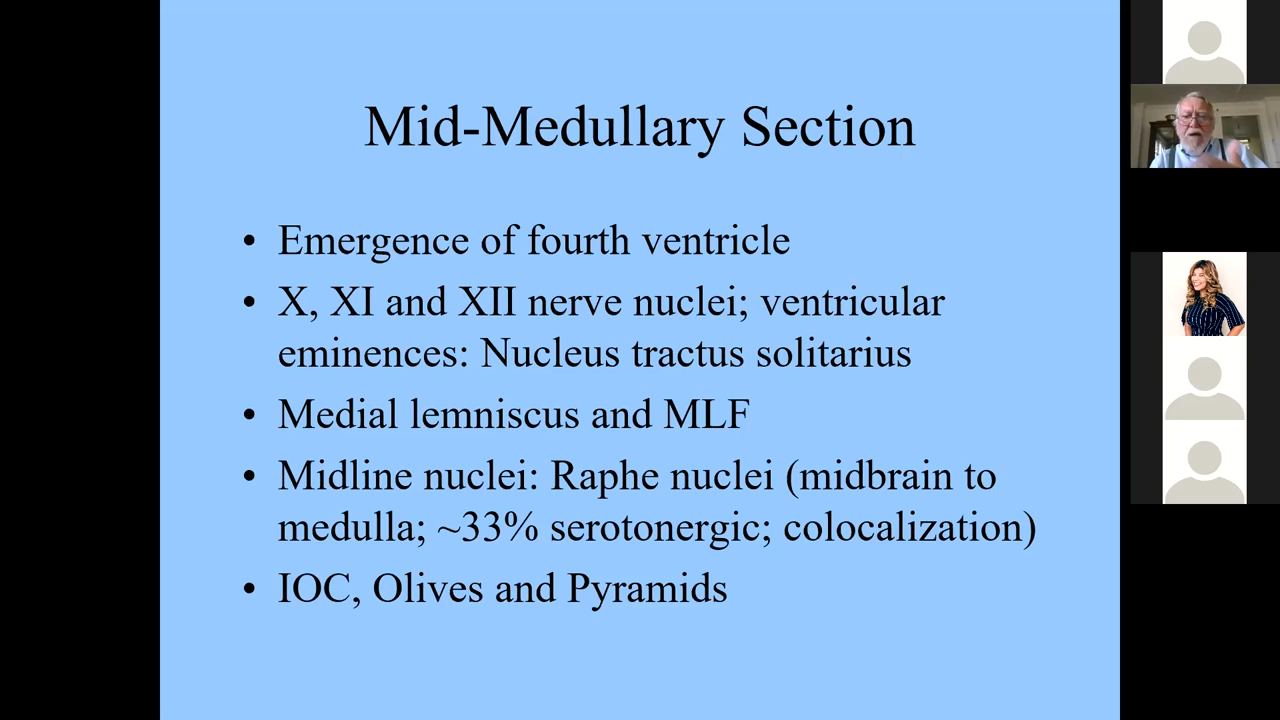 Mid-Medullary Section
• Emergence of fourth ventricle
• X, XI and XII nerve nuclei; ventricular
eminences: Nucleus tractus solitarius
• Medial lemniscus and MLF
• Midline nuclei: Raphe nuclei (midbrain to
medulla; ~33% serotonergic; colocalization)
• IOC, Olives and Pyramids